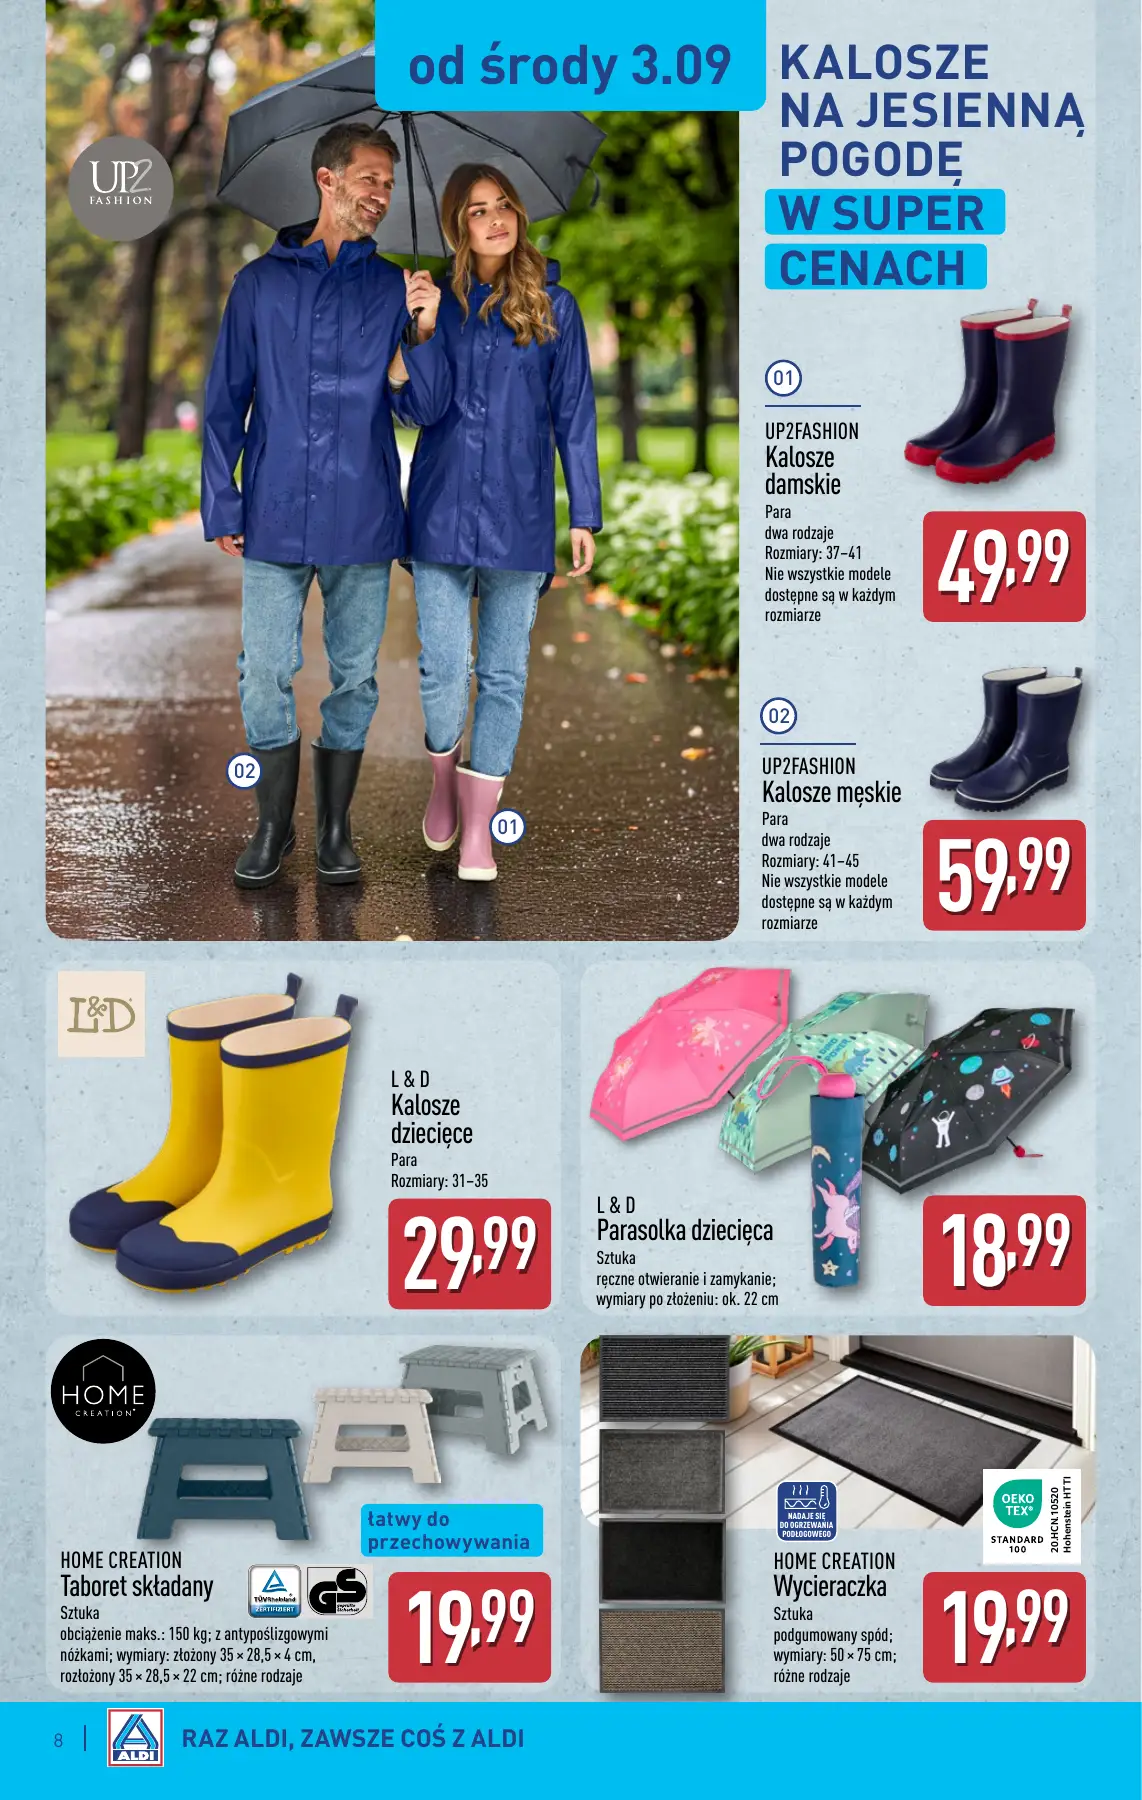 od środy 3.09
KALOSZE
NA JESIENNĄ
POGODĘ
W SUPER
CENACH
UP2
FASHION
01
UP2FASHION
Kalosze
damskie
Para
dwa rodzaje
Rozmiary: 37–41
Nie wszystkie modele
dostępne są w każdym
rozmiarze
49,99
02
UP2FASHION
Kalosze męskie
Para
dwa rodzaje
Rozmiary: 41–45
Nie wszystkie modele
dostępne są w każdym
rozmiarze
59,99
02
01
L&D
L & D
Kalosze
dziecięce
Para
Rozmiary: 31–35
29,99
L & D
Parasolka dziecięca
Sztuka
ręczne otwieranie i zamykanie;
wymiary po złożeniu: ok. 22 cm
18,99
HOME
CREATION
łatwy do
przechowywania
HOME CREATION
Taboret składany
Sztuka
obciążenie maks.: 150 kg; z antypoślizgowymi
nóżkami; wymiary: złożony 35 × 28,5 × 4 cm,
rozłożony 35 × 28,5 × 22 cm; różne rodzaje
TÜVRheinland
ZERTIFIZIERT
GS
geprüfte
Sicherheit
19,99
NADAJE SIĘ
DO OGRZEWANIA
PODŁOGOWEGO
OEKO
TEX®
STANDARD
100
20.HCN.10520
Hohenstein HTTI
HOME CREATION
Wycieraczka
Sztuka
podgumowany spód;
wymiary: 50 × 75 cm;
różne rodzaje
19,99
8
ALDI
RAZ ALDI, ZAWSZE COŚ Z ALDI